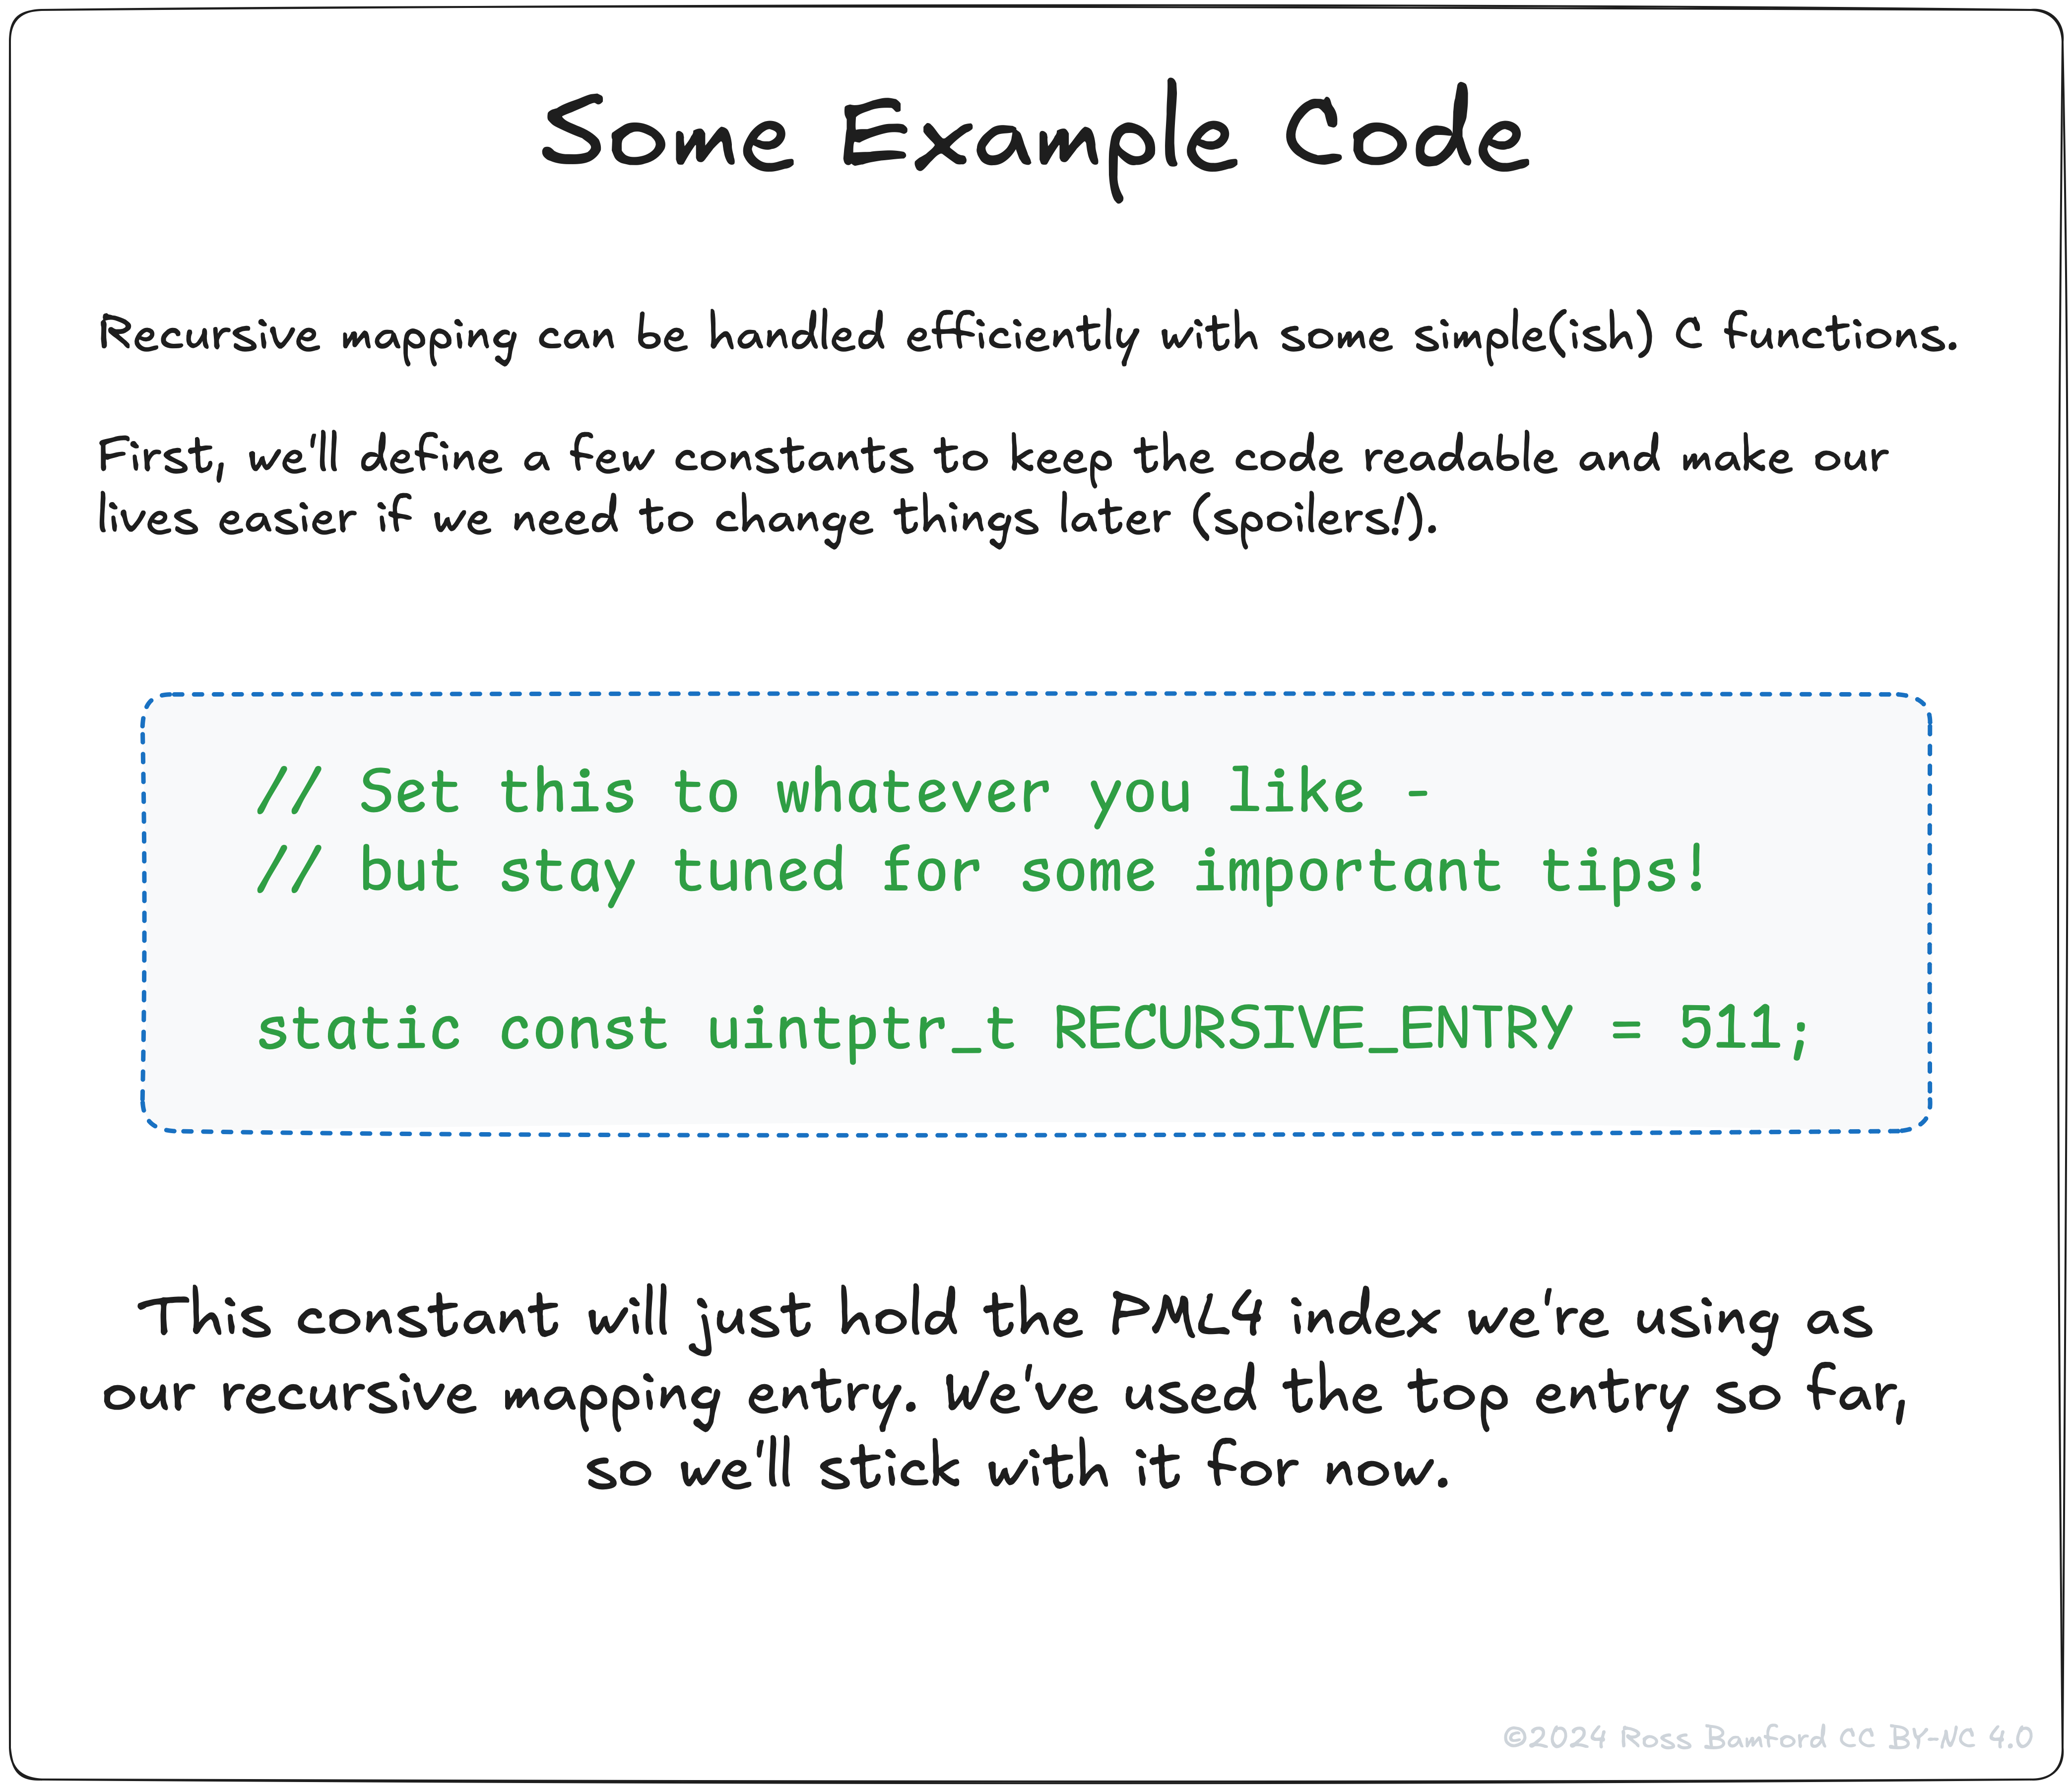 Some Example Code
Recursive mapping can be handled efficiently with some simple(ish) C functions.
First, we'll define a few constants to keep the code readable and make our
lives easier if we need to change things later (spoilers!).
// Set this to whatever you like -
// but stay tuned for some important tips!
static const uintptr_t RECURSIVE_ENTRY = 511;
This constant will just hold the PML4 index we're using as
our recursive mapping entry. We've used the top entry so far,
so we'll stick with it for now.
©2024 Ross Bamford CC BY-NC 4.0